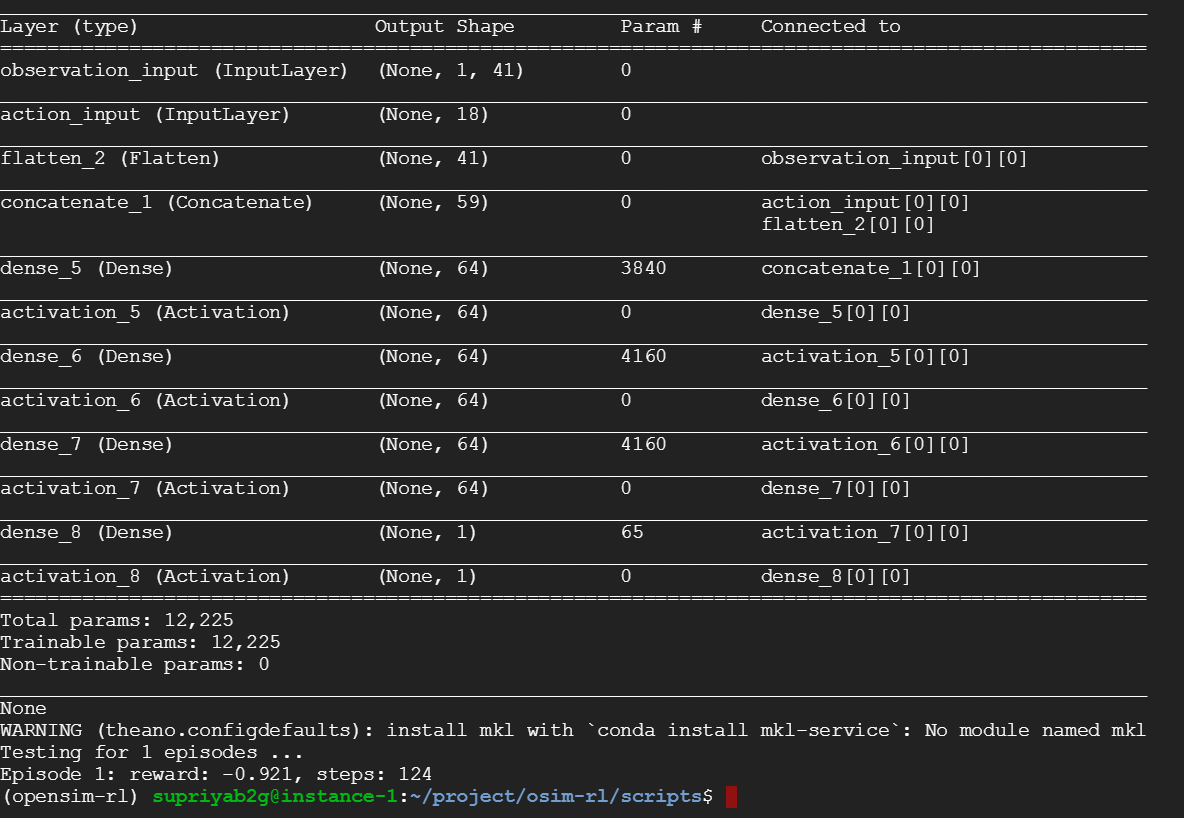 Layer (type) Output Shape Param # Connected to
================================================================================
observation_input (InputLayer) (None, 1, 41) 0
action_input (InputLayer) (None, 18) 0
flatten_2 (Flatten) (None, 41) 0 observation_input[0][0]
concatenate_1 (Concatenate) (None, 59) 0 action_input[0][0]
flatten_2[0][0]
dense_5 (Dense) (None, 64) 3840 concatenate_1[0][0]
activation_5 (Activation) (None, 64) 0 dense_5[0][0]
dense_6 (Dense) (None, 64) 4160 activation_5[0][0]
activation_6 (Activation) (None, 64) 0 dense_6[0][0]
dense_7 (Dense) (None, 64) 4160 activation_6[0][0]
activation_7 (Activation) (None, 64) 0 dense_7[0][0]
dense_8 (Dense) (None, 1) 65 activation_7[0][0]
activation_8 (Activation) (None, 1) 0 dense_8[0][0]
================================================================================
Total params: 12,225
Trainable params: 12,225
Non-trainable params: 0
None
WARNING (theano.configdefaults): install mkl with `conda install mkl-service`: No module named mkl
Testing for 1 episodes ...
Episode 1: reward: -0.921, steps: 124
(opensim-rl) supriyab2g@instance-1:~/project/osim-rl/scripts$